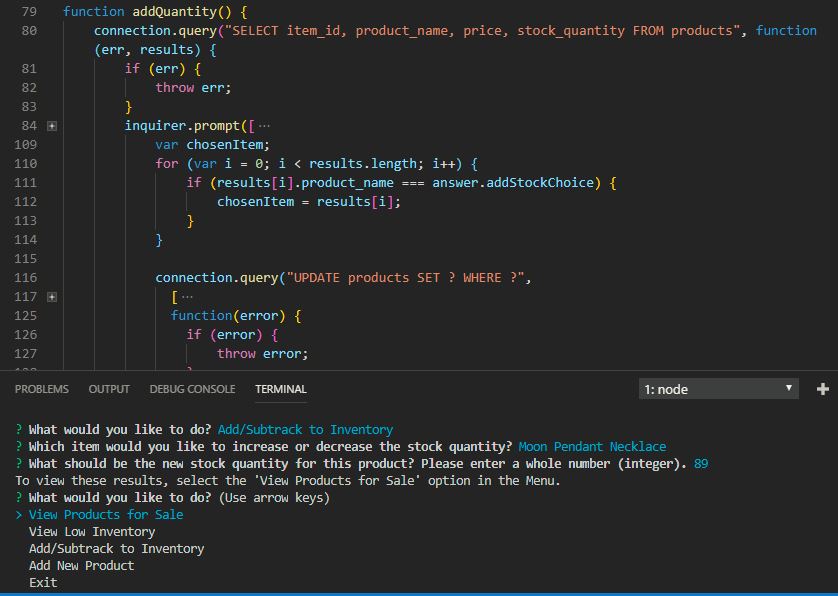 79 function addQuantity() {
80 connection.query("SELECT item_id, product_name, price, stock_quantity FROM products", function
(err, results) {
81 if (err) {
82 throw err;
83 }
84 inquirer.prompt([ ···
109 var chosenItem;
110 for (var i = 0; i < results.length; i++) {
111 if (results[i].product_name === answer.addStockChoice) {
112 chosenItem = results[i];
113 }
114 }
115
116 connection.query("UPDATE products SET ? WHERE ?",
117 [ ···
125 function(error) {
126 if (error) {
127 throw error;
PROBLEMS OUTPUT DEBUG CONSOLE TERMINAL 1: node
? What would you like to do? Add/Subtrack to Inventory
? Which item would you like to increase or decrease the stock quantity? Moon Pendant Necklace
? What should be the new stock quantity for this product? Please enter a whole number (integer). 89
To view these results, select the 'View Products for Sale' option in the Menu.
? What would you like to do? (Use arrow keys)
> View Products for Sale
View Low Inventory
Add/Subtrack to Inventory
Add New Product
Exit